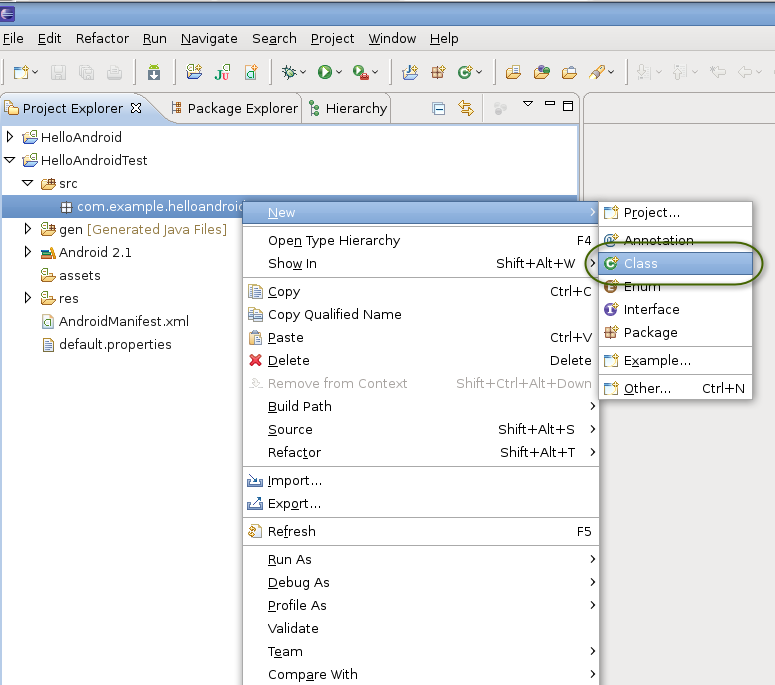 File Edit Refactor Run Navigate Search Project Window Help
Project Explorer Package Explorer Hierarchy
HelloAndroid
HelloAndroidTest
src
com.example.helloandroid
gen [Generated Java Files]
Android 2.1
assets
res
AndroidManifest.xml
default.properties
New
Open Type Hierarchy F4
Show In Shift+Alt+W
Copy Ctrl+C
Copy Qualified Name
Paste Ctrl+V
Delete Delete
Remove from Context Shift+Ctrl+Alt+Down
Build Path
Source Shift+Alt+S
Refactor Shift+Alt+T
Import...
Export...
Refresh F5
Run As
Debug As
Profile As
Validate
Team
Compare With
Project...
Annotation
Class
Enum
Interface
Package
Example...
Other... Ctrl+N